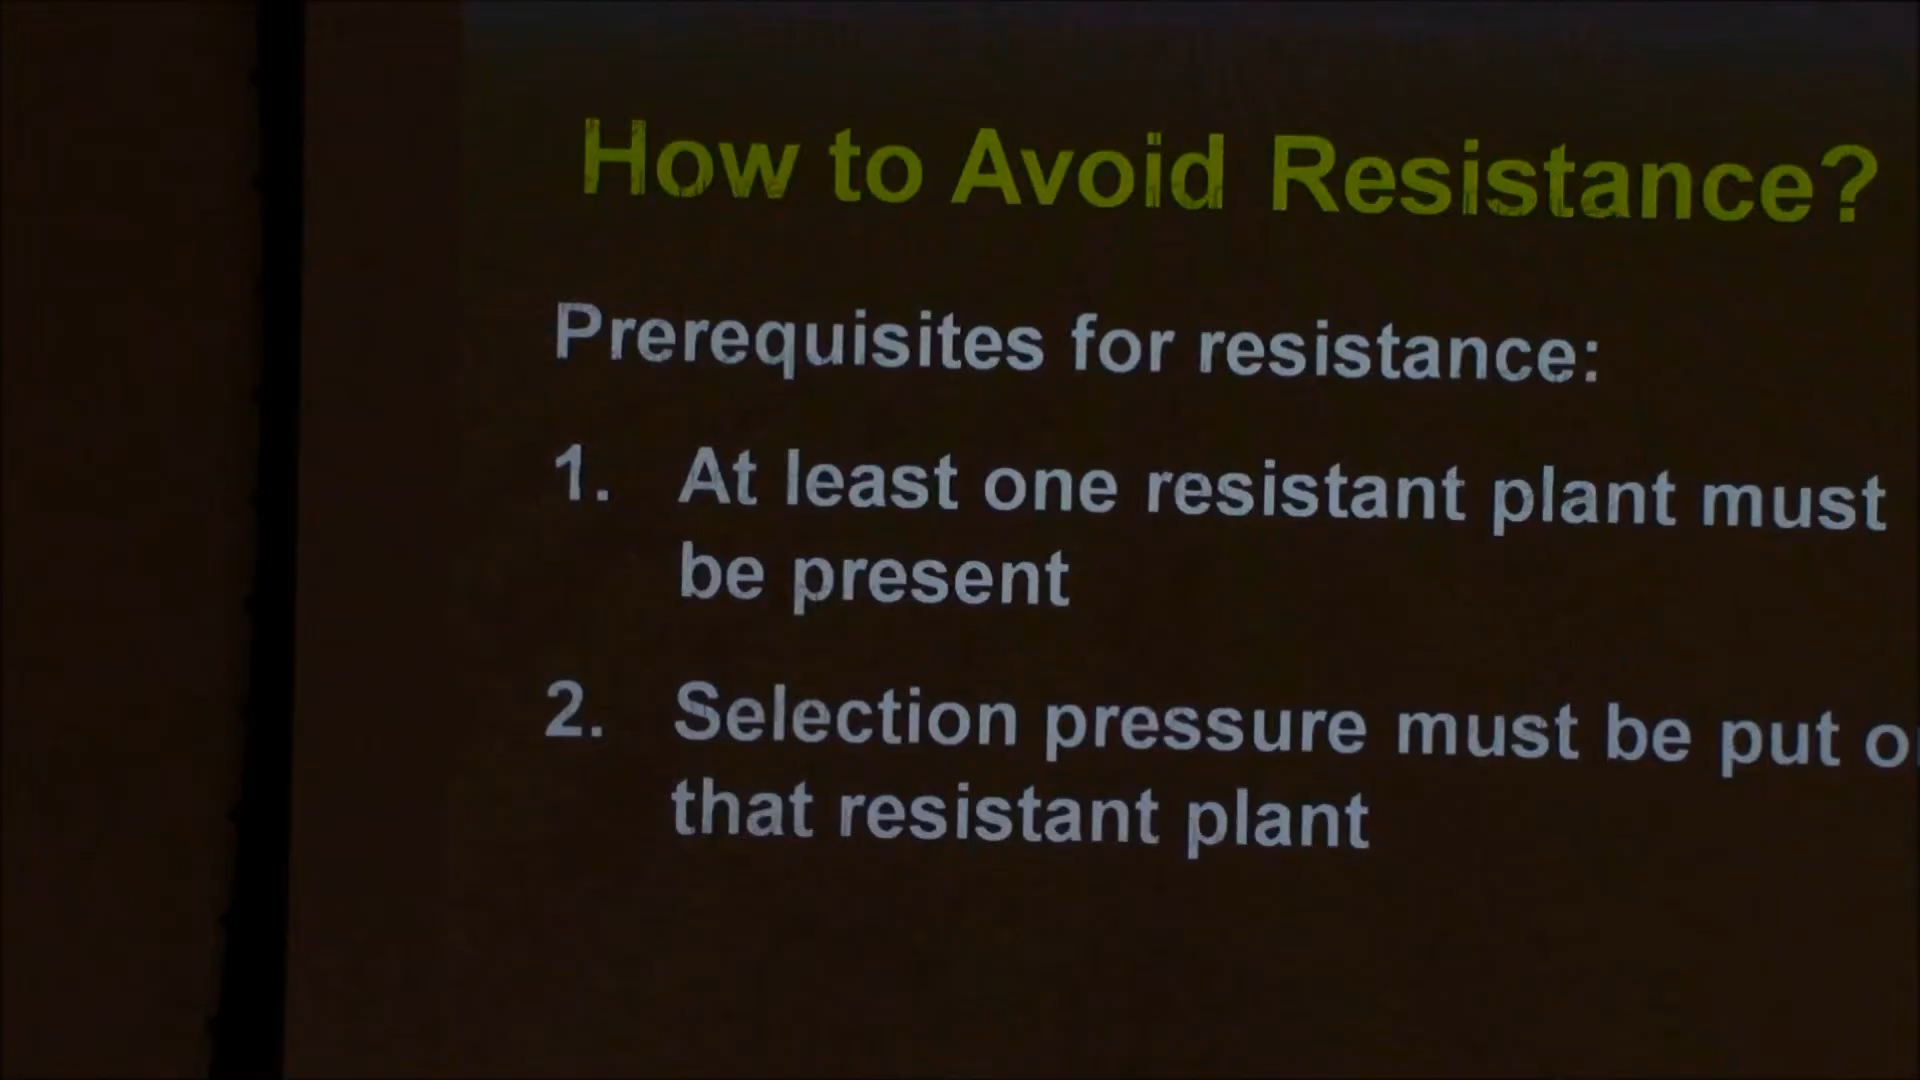 How to Avoid Resistance?
Prerequisites for resistance:
1. At least one resistant plant must
be present
2. Selection pressure must be put
that resistant plant